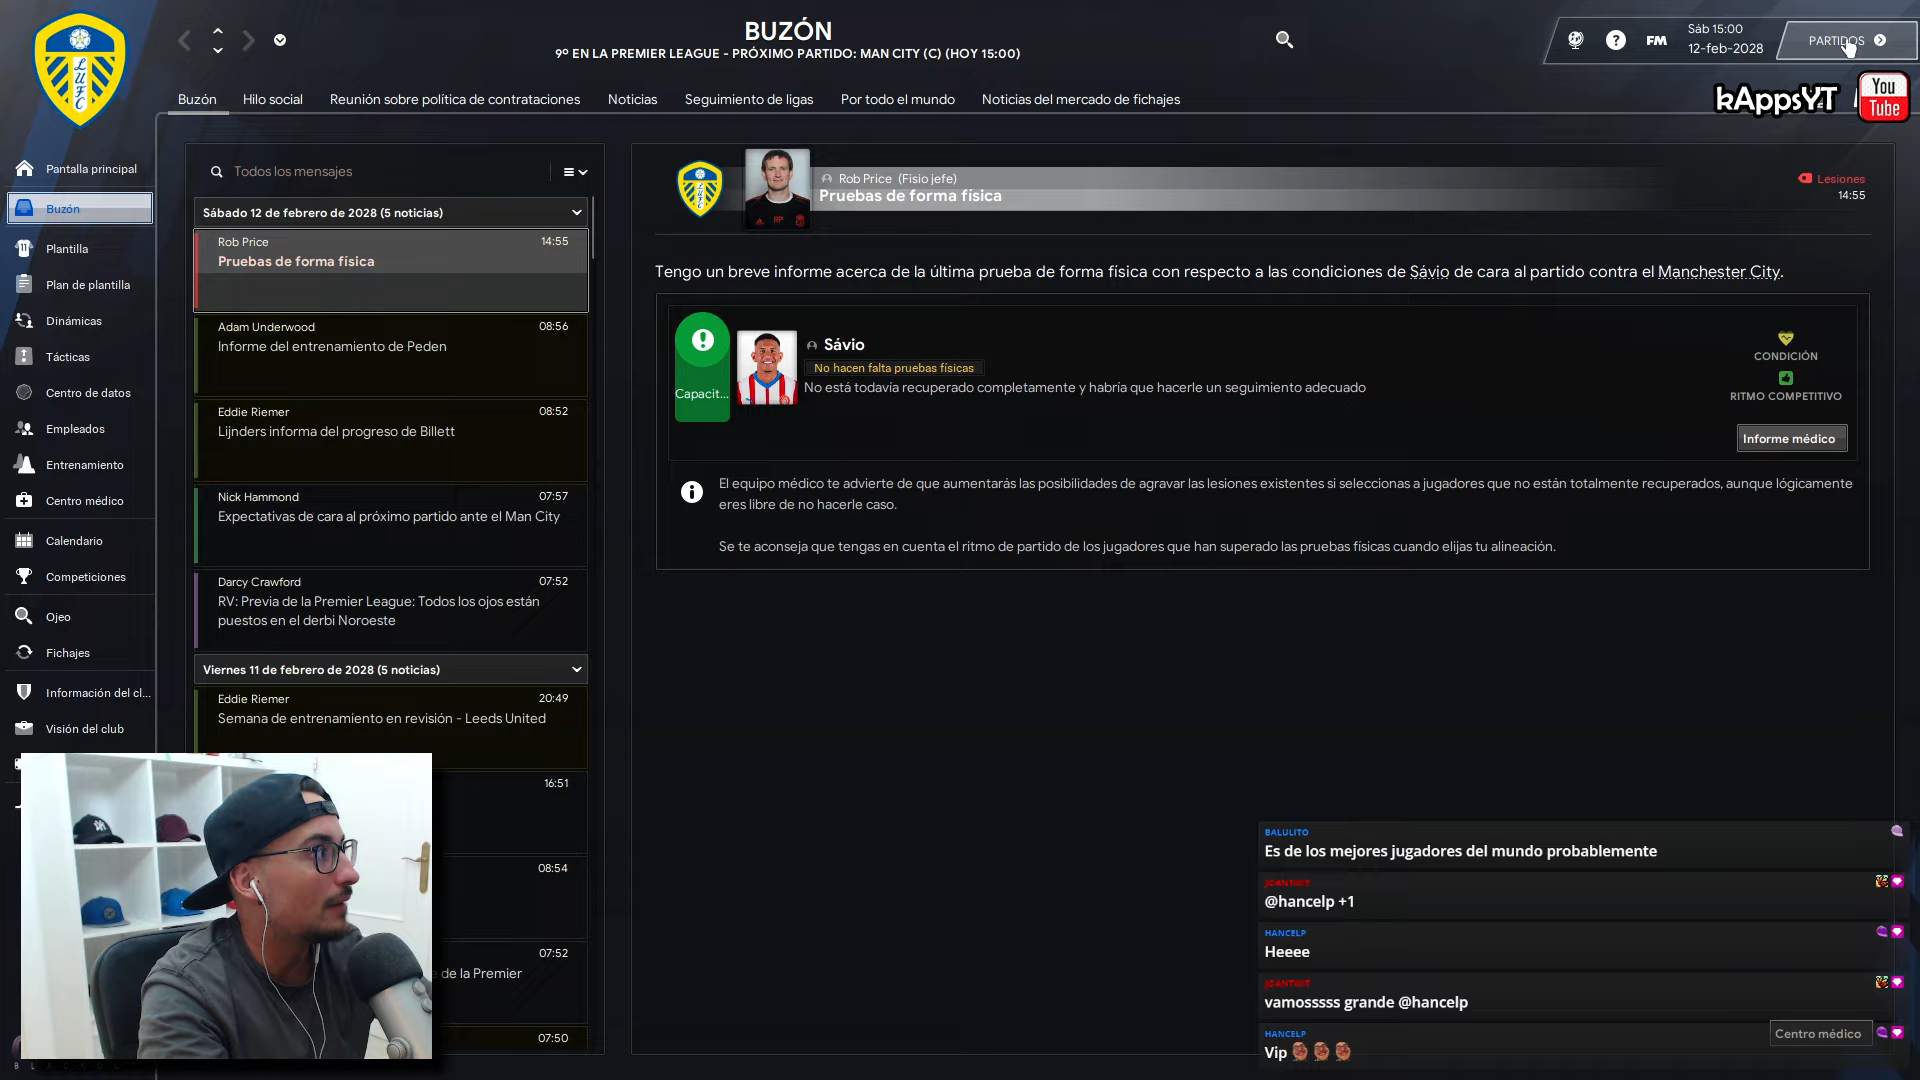 BUZÓN
9º EN LA PREMIER LEAGUE - PRÓXIMO PARTIDO: MAN CITY (C) (HOY 15:00)
FM
Sáb 15:00
12-feb-2028
PARTIDOS
kAppsYT
You
Tube
LUFC
Buzón
Hilo social
Reunión sobre política de contrataciones
Noticias
Seguimiento de ligas
Por todo el mundo
Noticias del mercado de fichajes
Pantalla principal
Buzón
Plantilla
Plan de plantilla
Dinámicas
Tácticas
Centro de datos
Empleados
Entrenamiento
Centro médico
Calendario
Competiciones
Ojeo
Fichajes
Información del cl...
Visión del club
Todos los mensajes
Sábado 12 de febrero de 2028 (5 noticias)
Rob Price 14:55
Pruebas de forma física
Adam Underwood 08:56
Informe del entrenamiento de Peden
Eddie Riemer 08:52
Lijnders informa del progreso de Billett
Nick Hammond 07:57
Expectativas de cara al próximo partido ante el Man City
Darcy Crawford 07:52
RV: Previa de la Premier League: Todos los ojos están
puestos en el derbi Noroeste
Viernes 11 de febrero de 2028 (5 noticias)
Eddie Riemer 20:49
Semana de entrenamiento en revisión - Leeds United
16:51
08:54
07:52
de la Premier
07:50
Rob Price (Fisio jefe)
Pruebas de forma física
Lesiones
14:55
Tengo un breve informe acerca de la última prueba de forma física con respecto a las condiciones de Sávio de cara al partido contra el Manchester City.
Capacit...
Sávio
No hacen falta pruebas físicas
No está todavía recuperado completamente y habría que hacerle un seguimiento adecuado
CONDICIÓN
RITMO COMPETITIVO
Informe médico
El equipo médico te advierte de que aumentarás las posibilidades de agravar las lesiones existentes si seleccionas a jugadores que no están totalmente recuperados, aunque lógicamente
eres libre de no hacerle caso.
Se te aconseja que tengas en cuenta el ritmo de partido de los jugadores que han superado las pruebas físicas cuando elijas tu alineación.
BALULITO
Es de los mejores jugadores del mundo probablemente
@hancelp +1
HANCELP
Heeee
vamosssss grande @hancelp
Centro médico
HANCELP
Vip